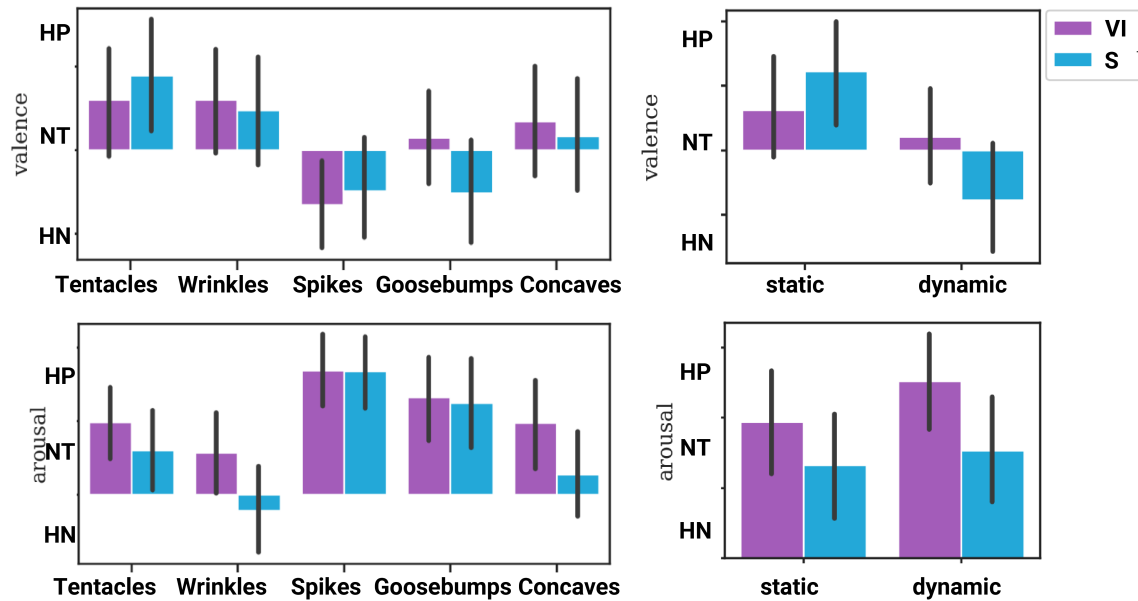 HP
valence
NT
HN
Tentacles Wrinkles Spikes Goosebumps Concaves
HP
valence
NT
HN
static dynamic
VI
S
HP
arousal
NT
HN
Tentacles Wrinkles Spikes Goosebumps Concaves
HP
arousal
NT
HN
static dynamic